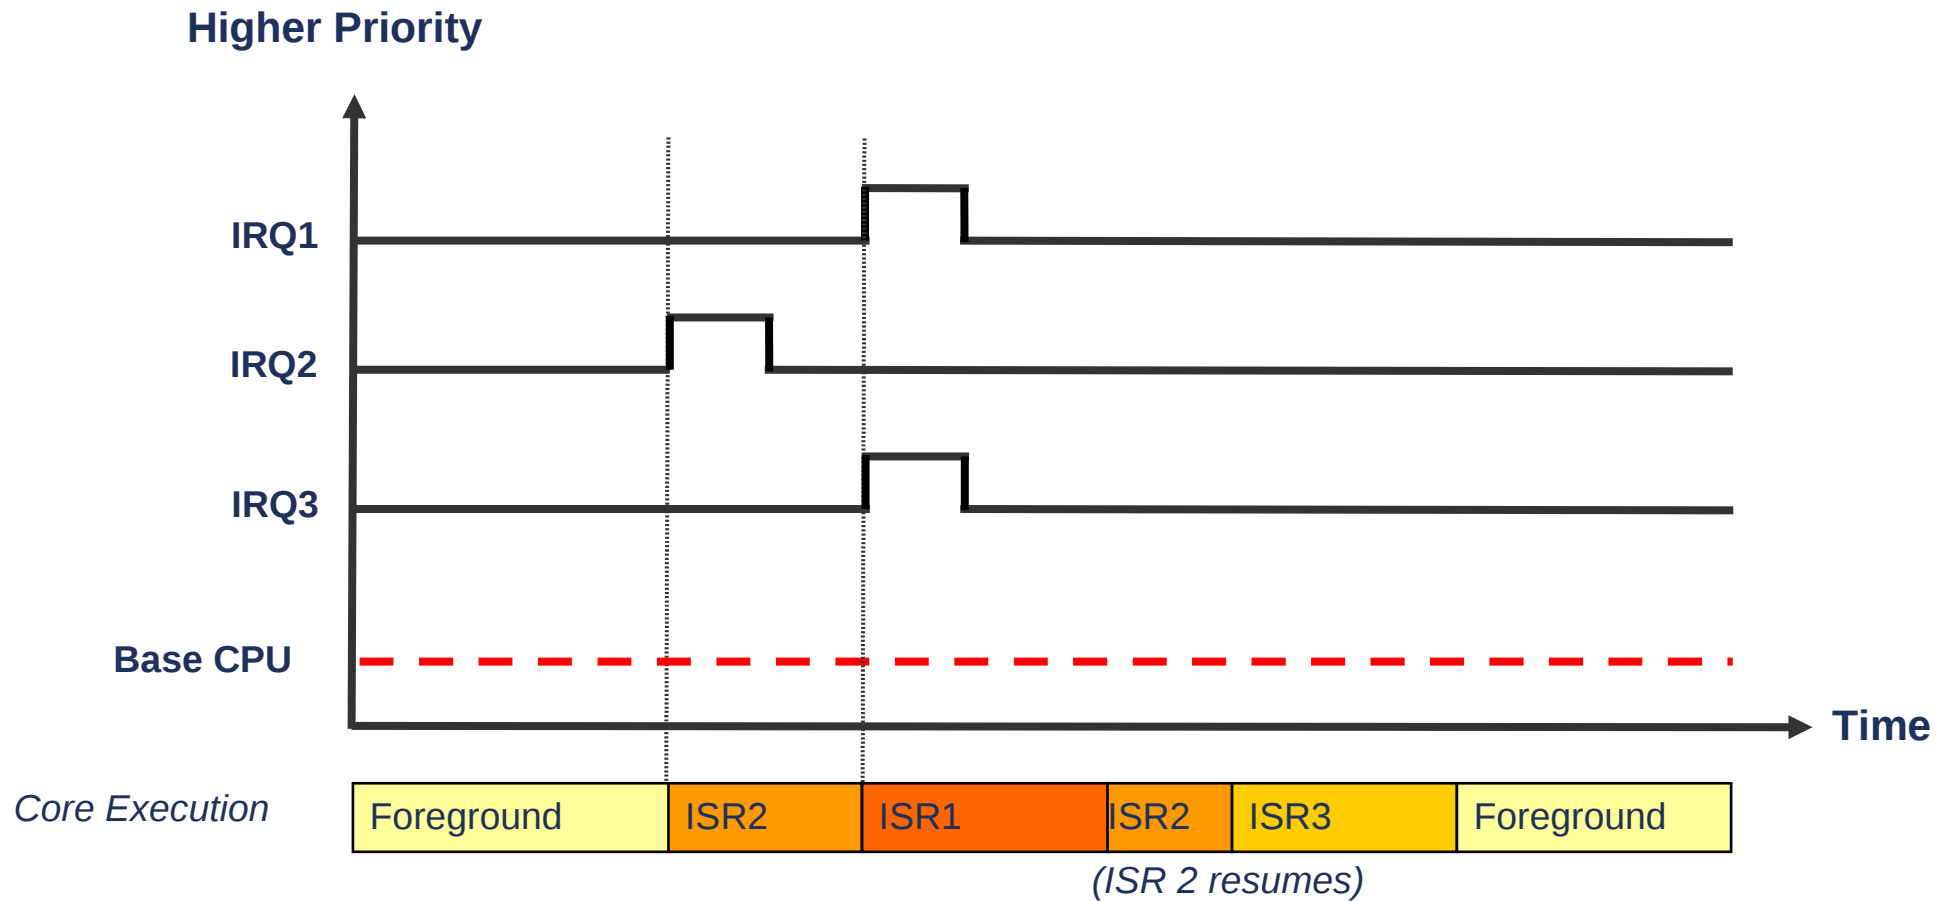 Higher Priority
IRQ1
IRQ2
IRQ3
Base CPU
Time
Core Execution
Foreground
ISR2
ISR1
ISR2
ISR3
Foreground
(ISR 2 resumes)